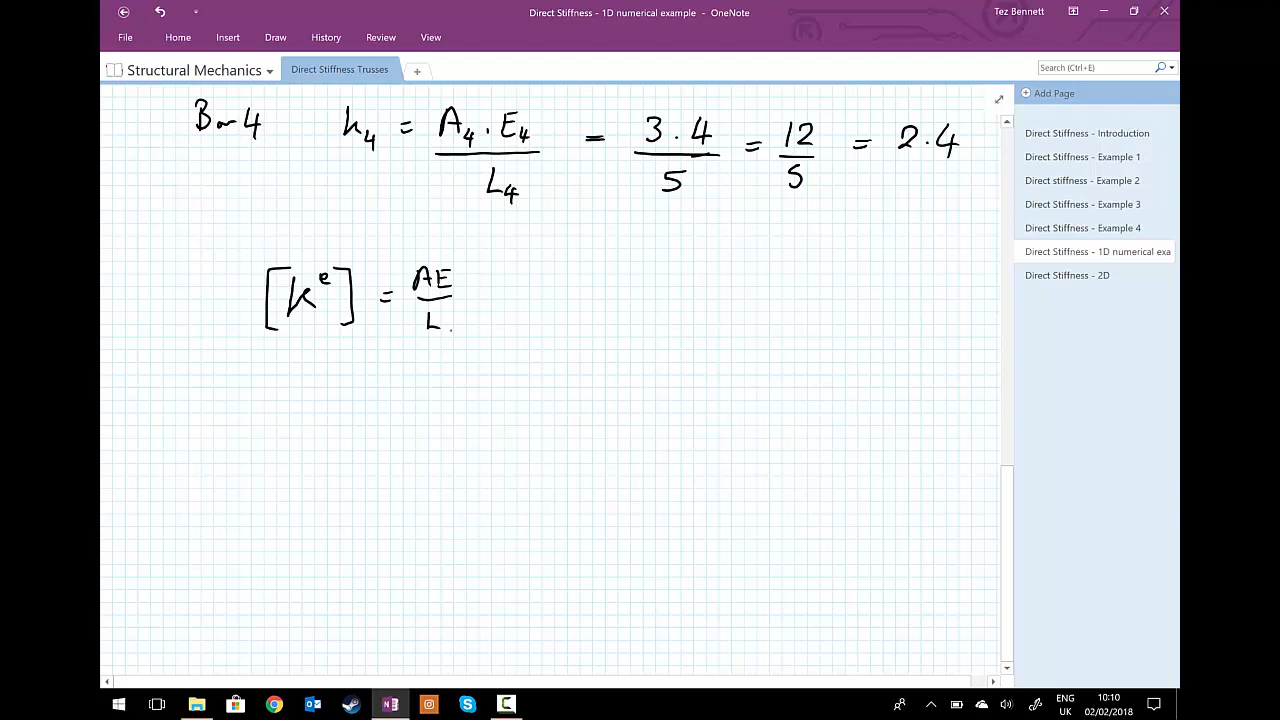 Direct Stiffness - 1D numerical example - OneNote
Tez Bennett
File Home Insert Draw History Review View
Structural Mechanics
Direct Stiffness Trusses
+
Search (Ctrl+E)
Add Page
Direct Stiffness - Introduction
Direct Stiffness - Example 1
Direct stiffness - Example 2
Direct Stiffness - Example 3
Direct Stiffness - Example 4
Direct Stiffness - 1D numerical exa
Direct Stiffness - 2D
Bar 4 k4 = A4 . E4 / L4 = 3 . 4 / 5 = 12 / 5 = 2.4
[K^e] = AE / L
ENG
UK
10:10
02/02/2018